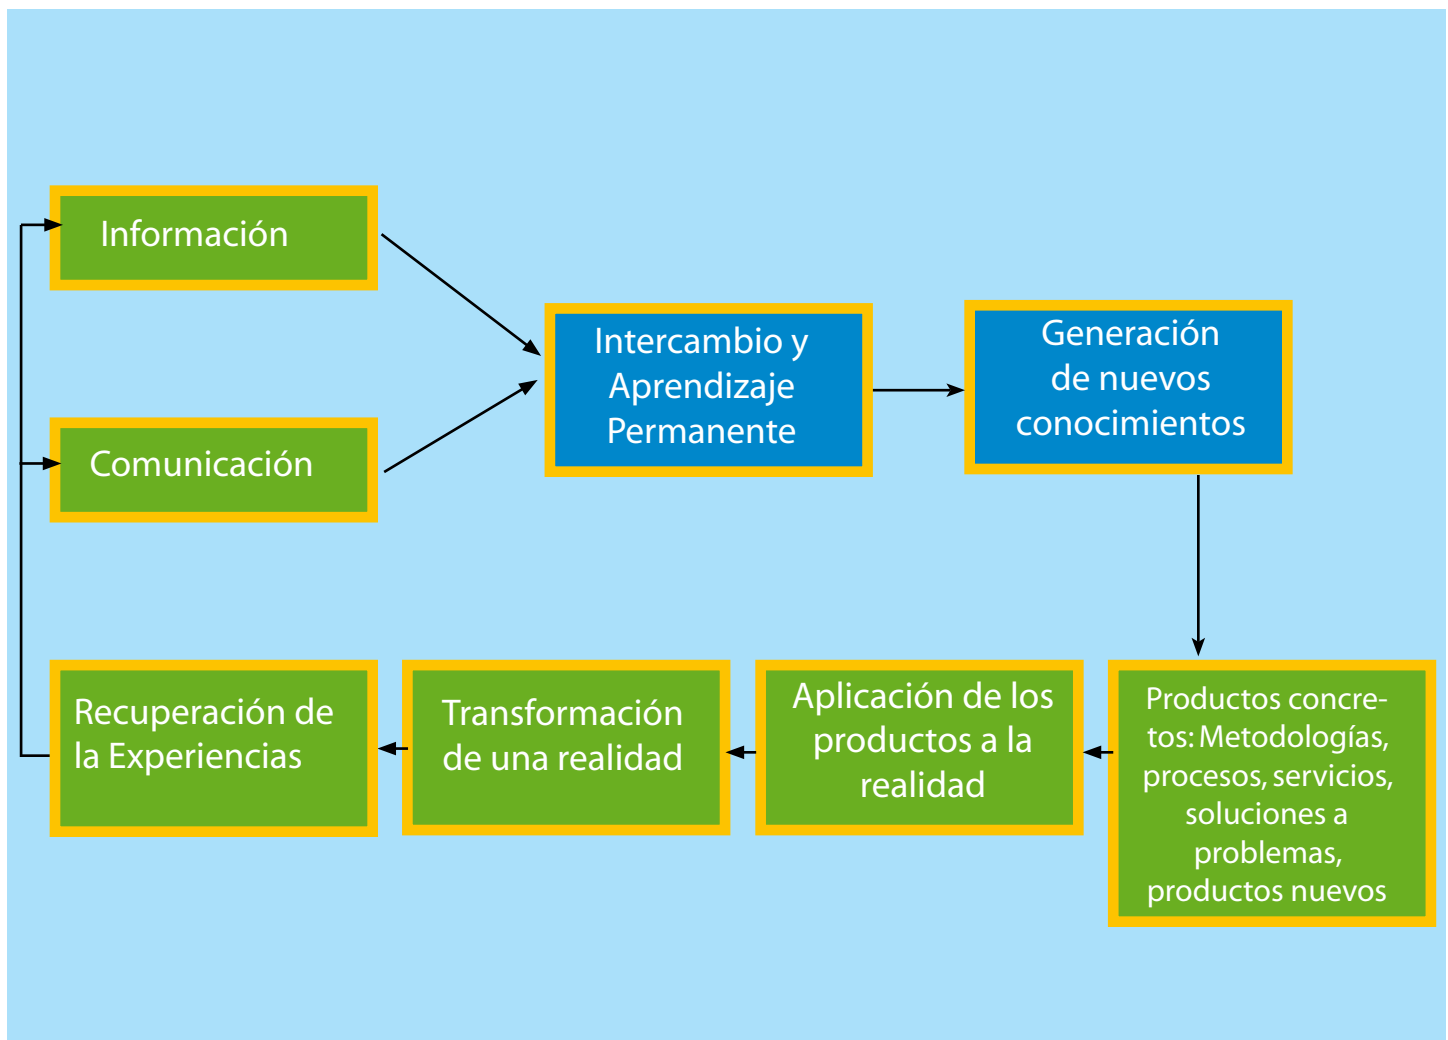 Información
Comunicación
Intercambio y
Aprendizaje
Permanente
Generación
de nuevos
conocimientos
Recuperación de
la Experiencias
Transformación
de una realidad
Aplicación de los
productos a la
realidad
Productos concre-
tos: Metodologías,
procesos, servicios,
soluciones a
problemas,
productos nuevos